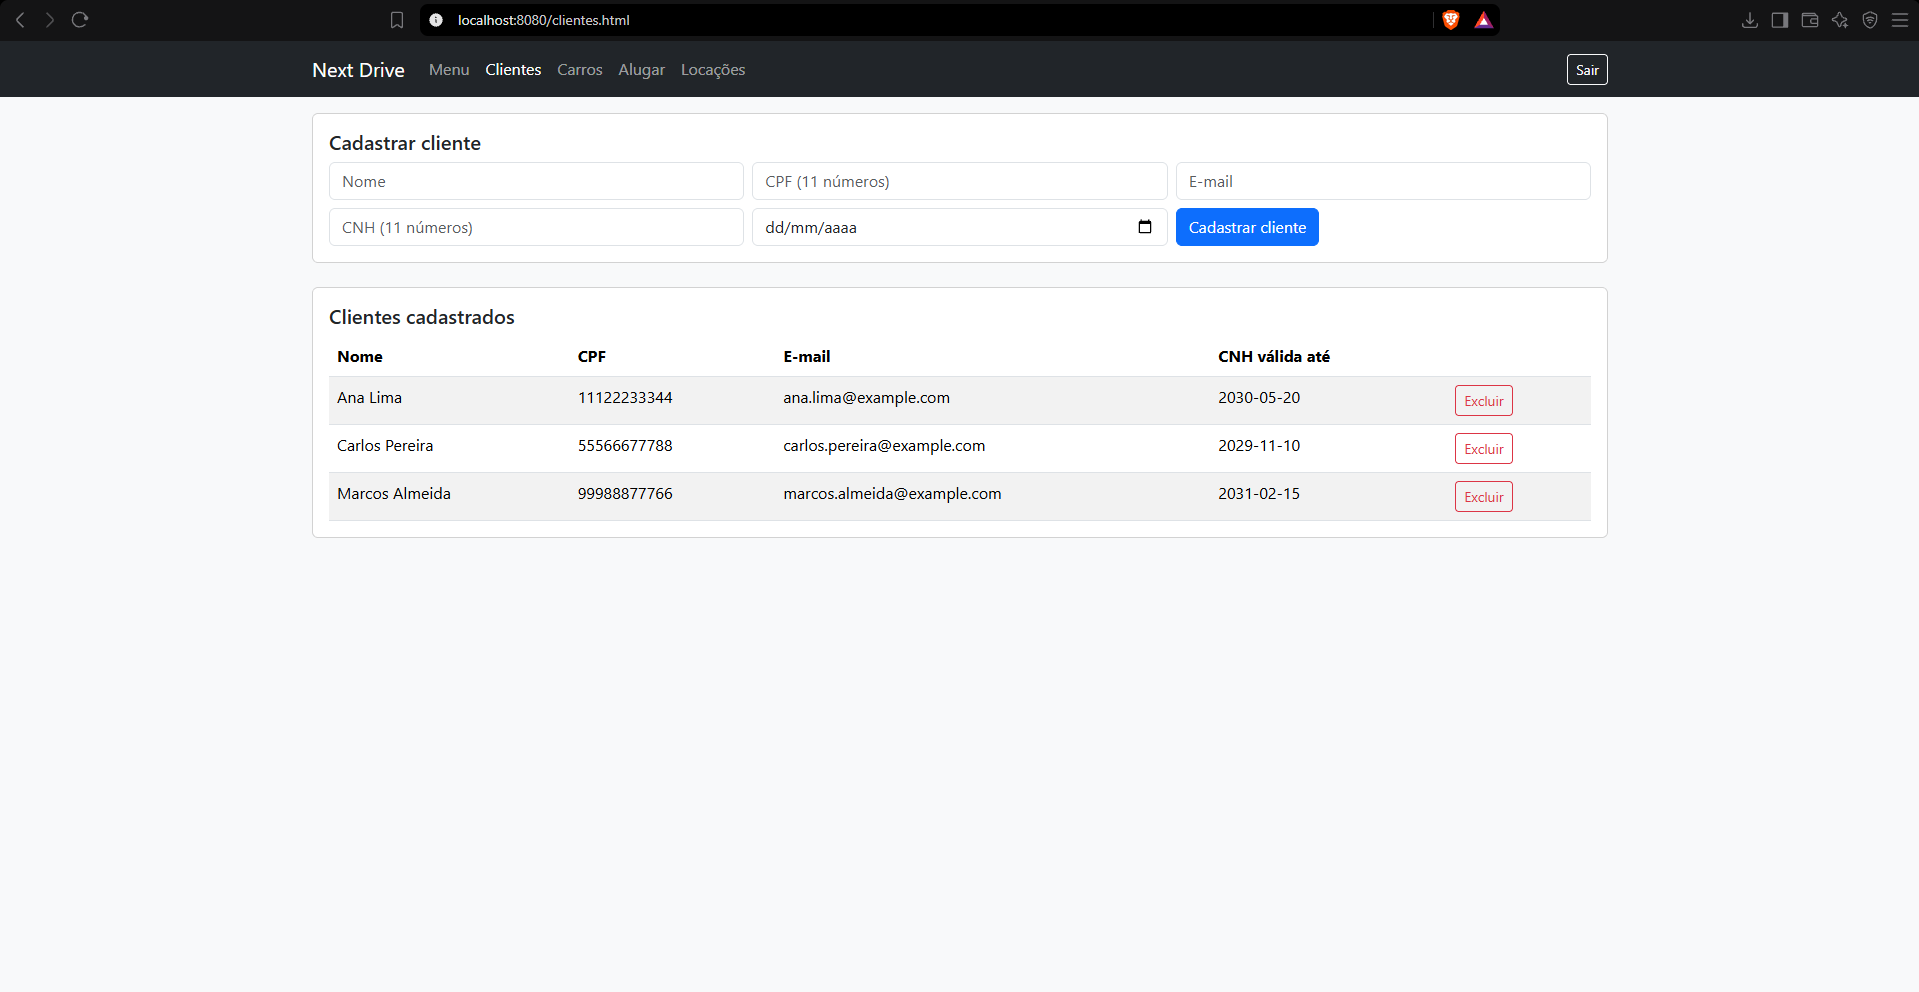 localhost:8080/clientes.html
Next Drive Menu Clientes Carros Alugar Locações Sair
Cadastrar cliente
Nome CPF (11 números) E-mail
CNH (11 números) dd/mm/aaaa Cadastrar cliente
Clientes cadastrados
Nome CPF E-mail CNH válida até
Ana Lima 11122233344 ana.lima@example.com 2030-05-20 Excluir
Carlos Pereira 55566677788 carlos.pereira@example.com 2029-11-10 Excluir
Marcos Almeida 99988877766 marcos.almeida@example.com 2031-02-15 Excluir